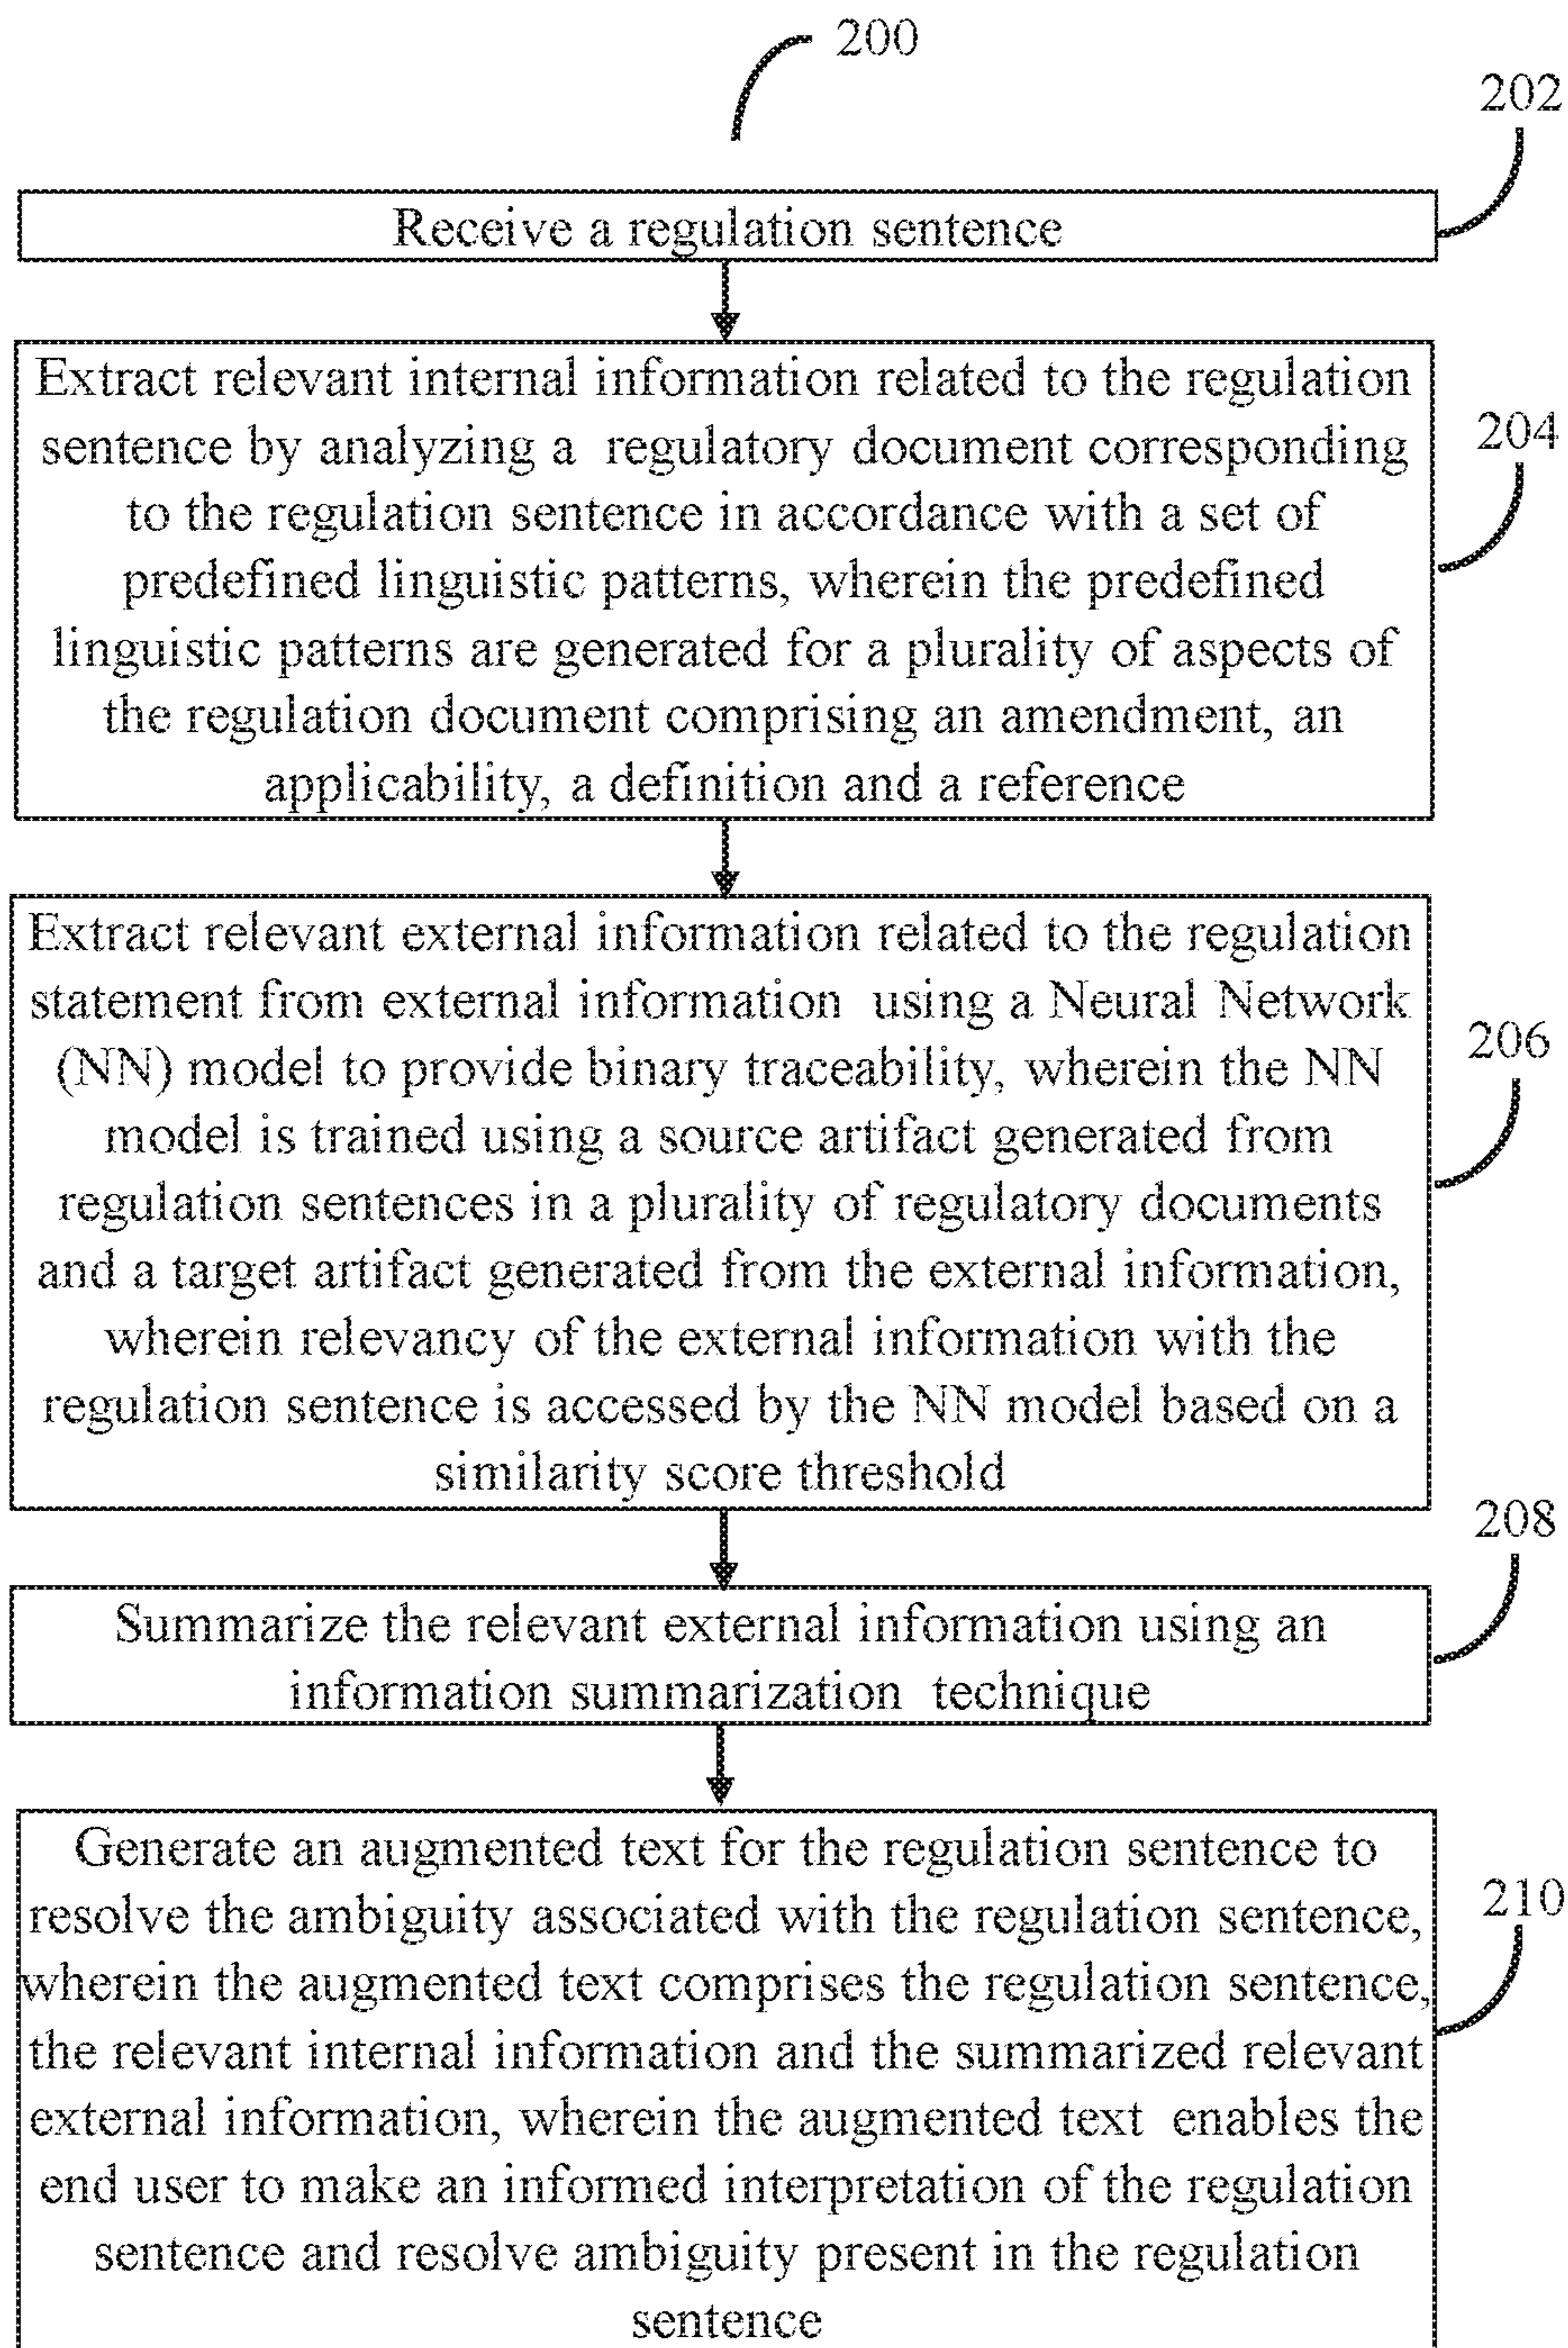 200
202
Receive a regulation sentence
Extract relevant internal information related to the regulation
sentence by analyzing a regulatory document corresponding
to the regulation sentence in accordance with a set of
predefined linguistic patterns, wherein the predefined
linguistic patterns are generated for a plurality of aspects of
the regulation document comprising an amendment, an
applicability, a definition and a reference
204
Extract relevant external information related to the regulation
statement from external information using a Neural Network
(NN) model to provide binary traceability, wherein the NN
model is trained using a source artifact generated from
regulation sentences in a plurality of regulatory documents
and a target artifact generated from the external information,
wherein relevancy of the external information with the
regulation sentence is accessed by the NN model based on a
similarity score threshold
206
208
Summarize the relevant external information using an
information summarization technique
Generate an augmented text for the regulation sentence to
resolve the ambiguity associated with the regulation sentence,
wherein the augmented text comprises the regulation sentence,
the relevant internal information and the summarized relevant
external information, wherein the augmented text enables the
end user to make an informed interpretation of the regulation
sentence and resolve ambiguity present in the regulation
sentence
210